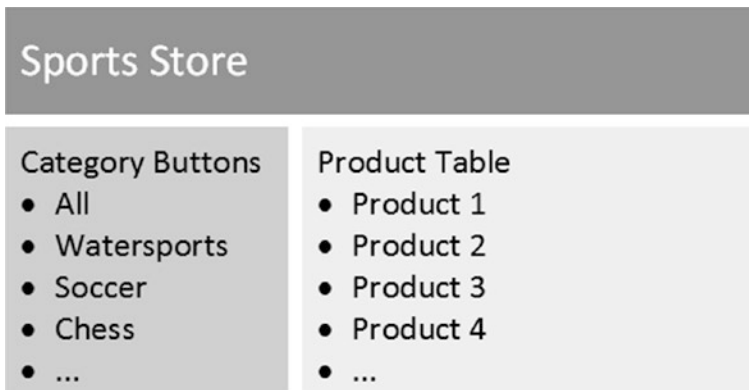 Sports Store
Category Buttons
• All
• Watersports
• Soccer
• Chess
• ...
Product Table
• Product 1
• Product 2
• Product 3
• Product 4
• ...